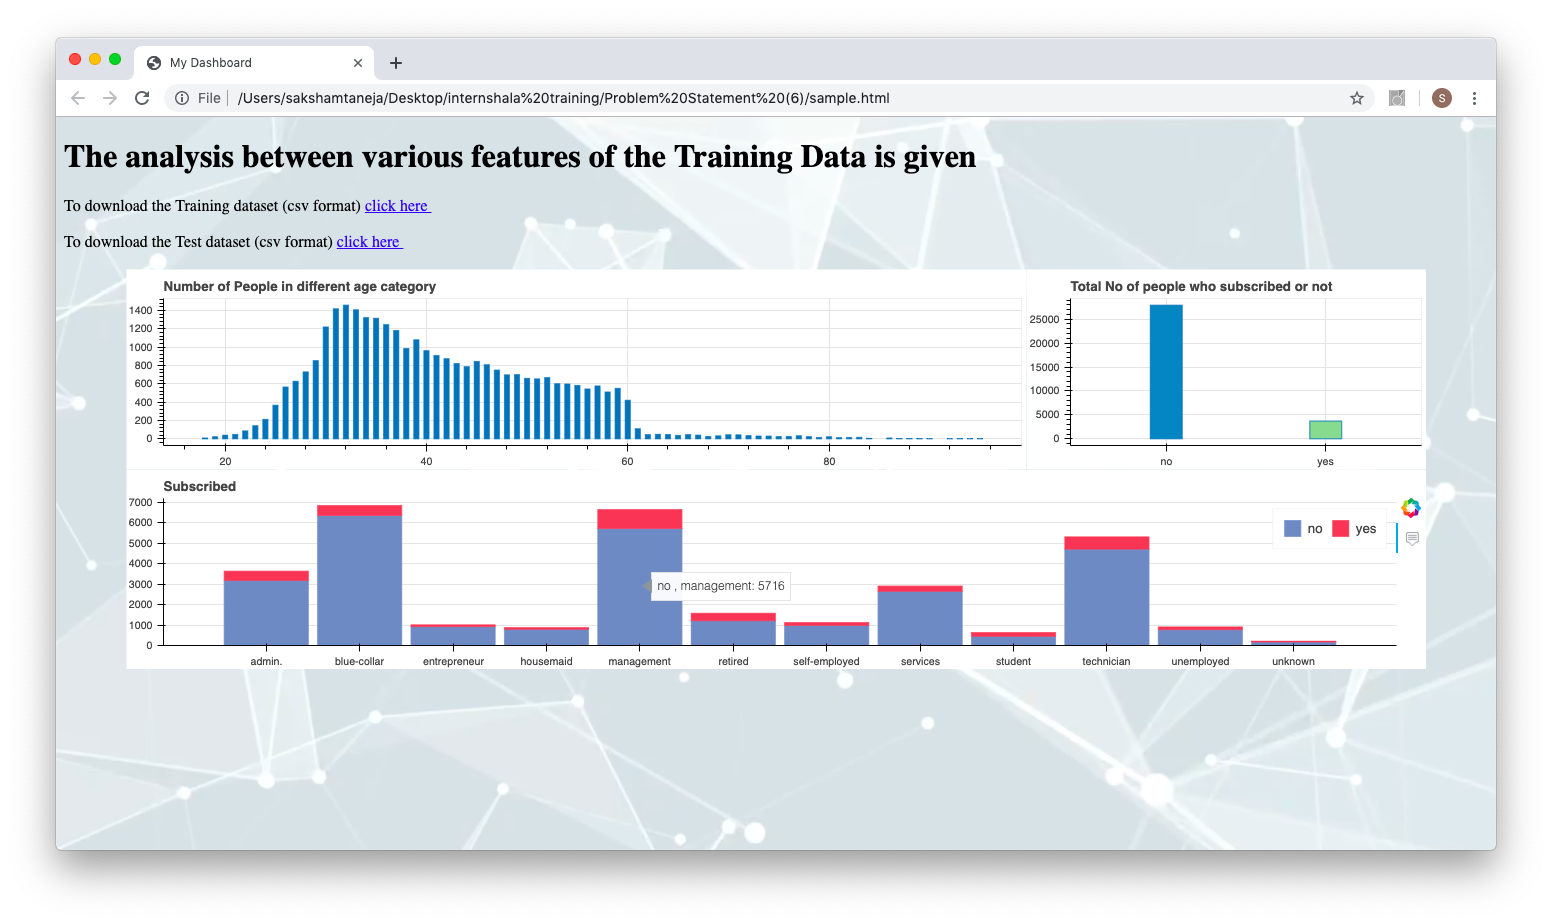 My Dashboard
File /Users/sakshamtaneja/Desktop/internshala%20training/Problem%20Statement%20(6)/sample.html
S
The analysis between various features of the Training Data is given
To download the Training dataset (csv format) click here
To download the Test dataset (csv format) click here
Number of People in different age category
1400
1200
1000
800
600
400
200
0
20 40 60 80
Total No of people who subscribed or not
25000
20000
15000
10000
5000
0
no yes
Subscribed
7000
6000
5000
4000
3000
2000
1000
0
no yes
no , management: 5716
admin. blue-collar entrepreneur housemaid management retired self-employed services student technician unemployed unknown